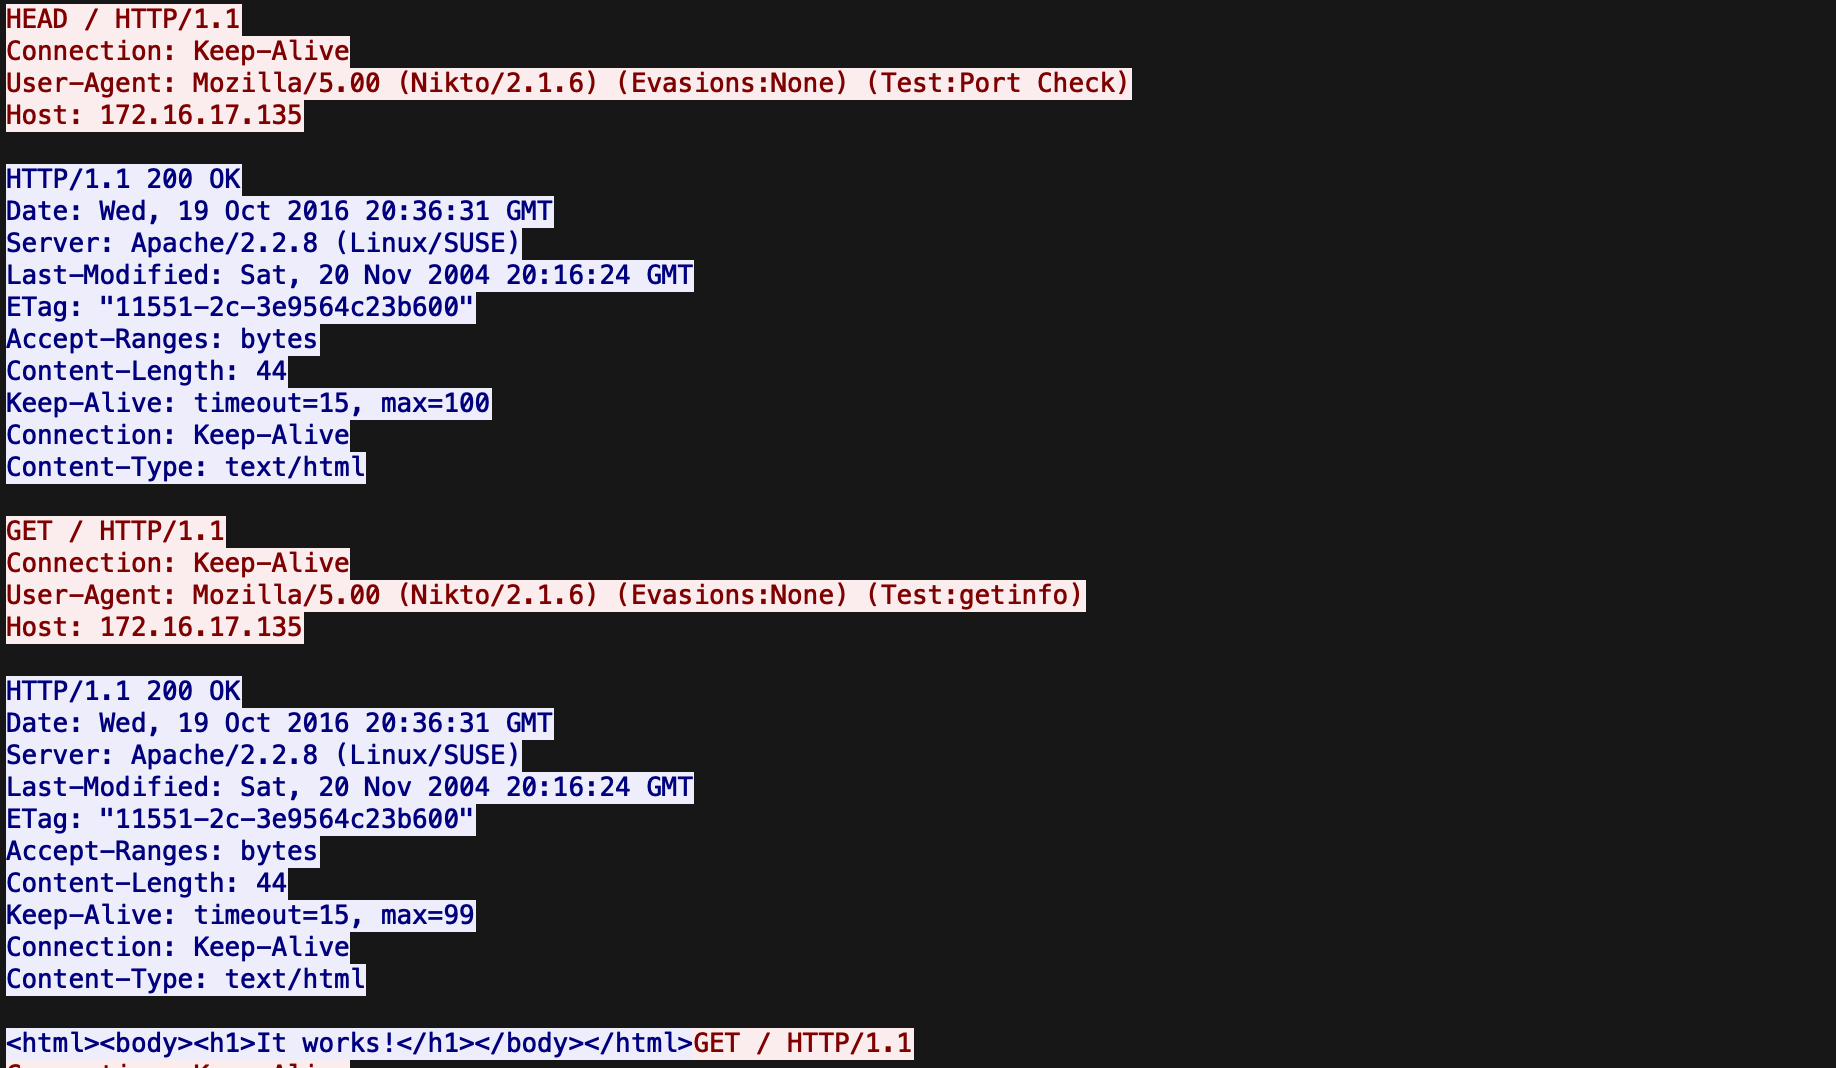 HEAD / HTTP/1.1
Connection: Keep-Alive
User-Agent: Mozilla/5.00 (Nikto/2.1.6) (Evasions:None) (Test:Port Check)
Host: 172.16.17.135
HTTP/1.1 200 OK
Date: Wed, 19 Oct 2016 20:36:31 GMT
Server: Apache/2.2.8 (Linux/SUSE)
Last-Modified: Sat, 20 Nov 2004 20:16:24 GMT
ETag: "11551-2c-3e9564c23b600"
Accept-Ranges: bytes
Content-Length: 44
Keep-Alive: timeout=15, max=100
Connection: Keep-Alive
Content-Type: text/html
GET / HTTP/1.1
Connection: Keep-Alive
User-Agent: Mozilla/5.00 (Nikto/2.1.6) (Evasions:None) (Test:getinfo)
Host: 172.16.17.135
HTTP/1.1 200 OK
Date: Wed, 19 Oct 2016 20:36:31 GMT
Server: Apache/2.2.8 (Linux/SUSE)
Last-Modified: Sat, 20 Nov 2004 20:16:24 GMT
ETag: "11551-2c-3e9564c23b600"
Accept-Ranges: bytes
Content-Length: 44
Keep-Alive: timeout=15, max=99
Connection: Keep-Alive
Content-Type: text/html
<html><body><h1>It works!</h1></body></html>GET / HTTP/1.1